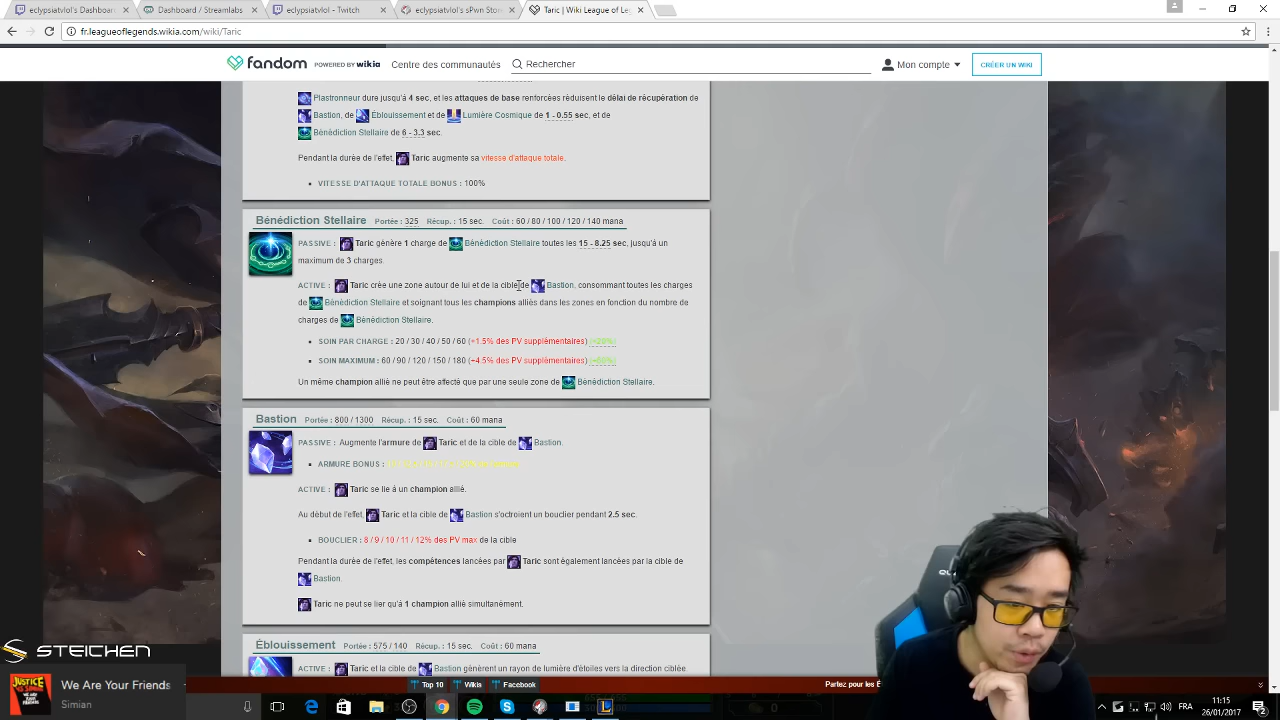 eclypsiatvlol's Dashboard
Dashboard / Streamlabs
eclypsiatvlol - Twitch
eclypsiatvlol's sPwn Store
Taric | Wiki League of Leg
fr.leagueoflegends.wikia.com/wiki/Taric
fandom POWERED BY wikia Centre des communautés Rechercher Mon compte CRÉER UN WIKI
Plastronneur dure jusqu'à 4 sec, et les attaques de base renforcées réduisent le délai de récupération de
Bastion, de Éblouissement et de Lumière Cosmique de 1 - 0.55 sec, et de
Bénédiction Stellaire de 6 - 3.3 sec.
Pendant la durée de l'effet, Taric augmente sa vitesse d'attaque totale.
VITESSE D'ATTAQUE TOTALE BONUS : 100%
Bénédiction Stellaire Portée : 325 Récup. : 15 sec. Coût : 60 / 80 / 100 / 120 / 140 mana
PASSIVE : Taric génère 1 charge de Bénédiction Stellaire toutes les 15 - 8.25 sec, jusqu'à un
maximum de 3 charges.
ACTIVE : Taric crée une zone autour de lui et de la cible de Bastion, consommant toutes les charges
de Bénédiction Stellaire et soignant tous les champions alliés dans les zones en fonction du nombre de
charges de Bénédiction Stellaire.
SOIN PAR CHARGE : 20 / 30 / 40 / 50 / 60 (+1.5% des PV supplémentaires) (+20%)
SOIN MAXIMUM : 60 / 90 / 120 / 150 / 180 (+4.5% des PV supplémentaires) (+60%)
Un même champion allié ne peut être affecté que par une seule zone de Bénédiction Stellaire.
Bastion Portée : 800 / 1300 Récup. : 15 sec. Coût : 60 mana
PASSIVE : Augmente l'armure de Taric et de la cible de Bastion.
ARMURE BONUS :
ACTIVE : Taric se lie à un champion allié.
Au début de l'effet, Taric et la cible de Bastion s'octroient un bouclier pendant 2.5 sec.
BOUCLIER : 8 / 9 / 10 / 11 / 12% des PV max de la cible
Pendant la durée de l'effet, les compétences lancées par Taric sont également lancées par la cible de
Bastion.
Taric ne peut se lier qu'à 1 champion allié simultanément.
Éblouissement Portée : 575 / 140 Récup. : 15 sec. Coût : 60 mana
ACTIVE : Taric et la cible de Bastion génèrent un rayon de lumière d'étoiles vers la direction ciblée.
STEICHEN
Top 10 Wikis Facebook Partez pour les É
JUSTICE
We Are Your Friends
Simian
FRA
11:15
26/01/2017